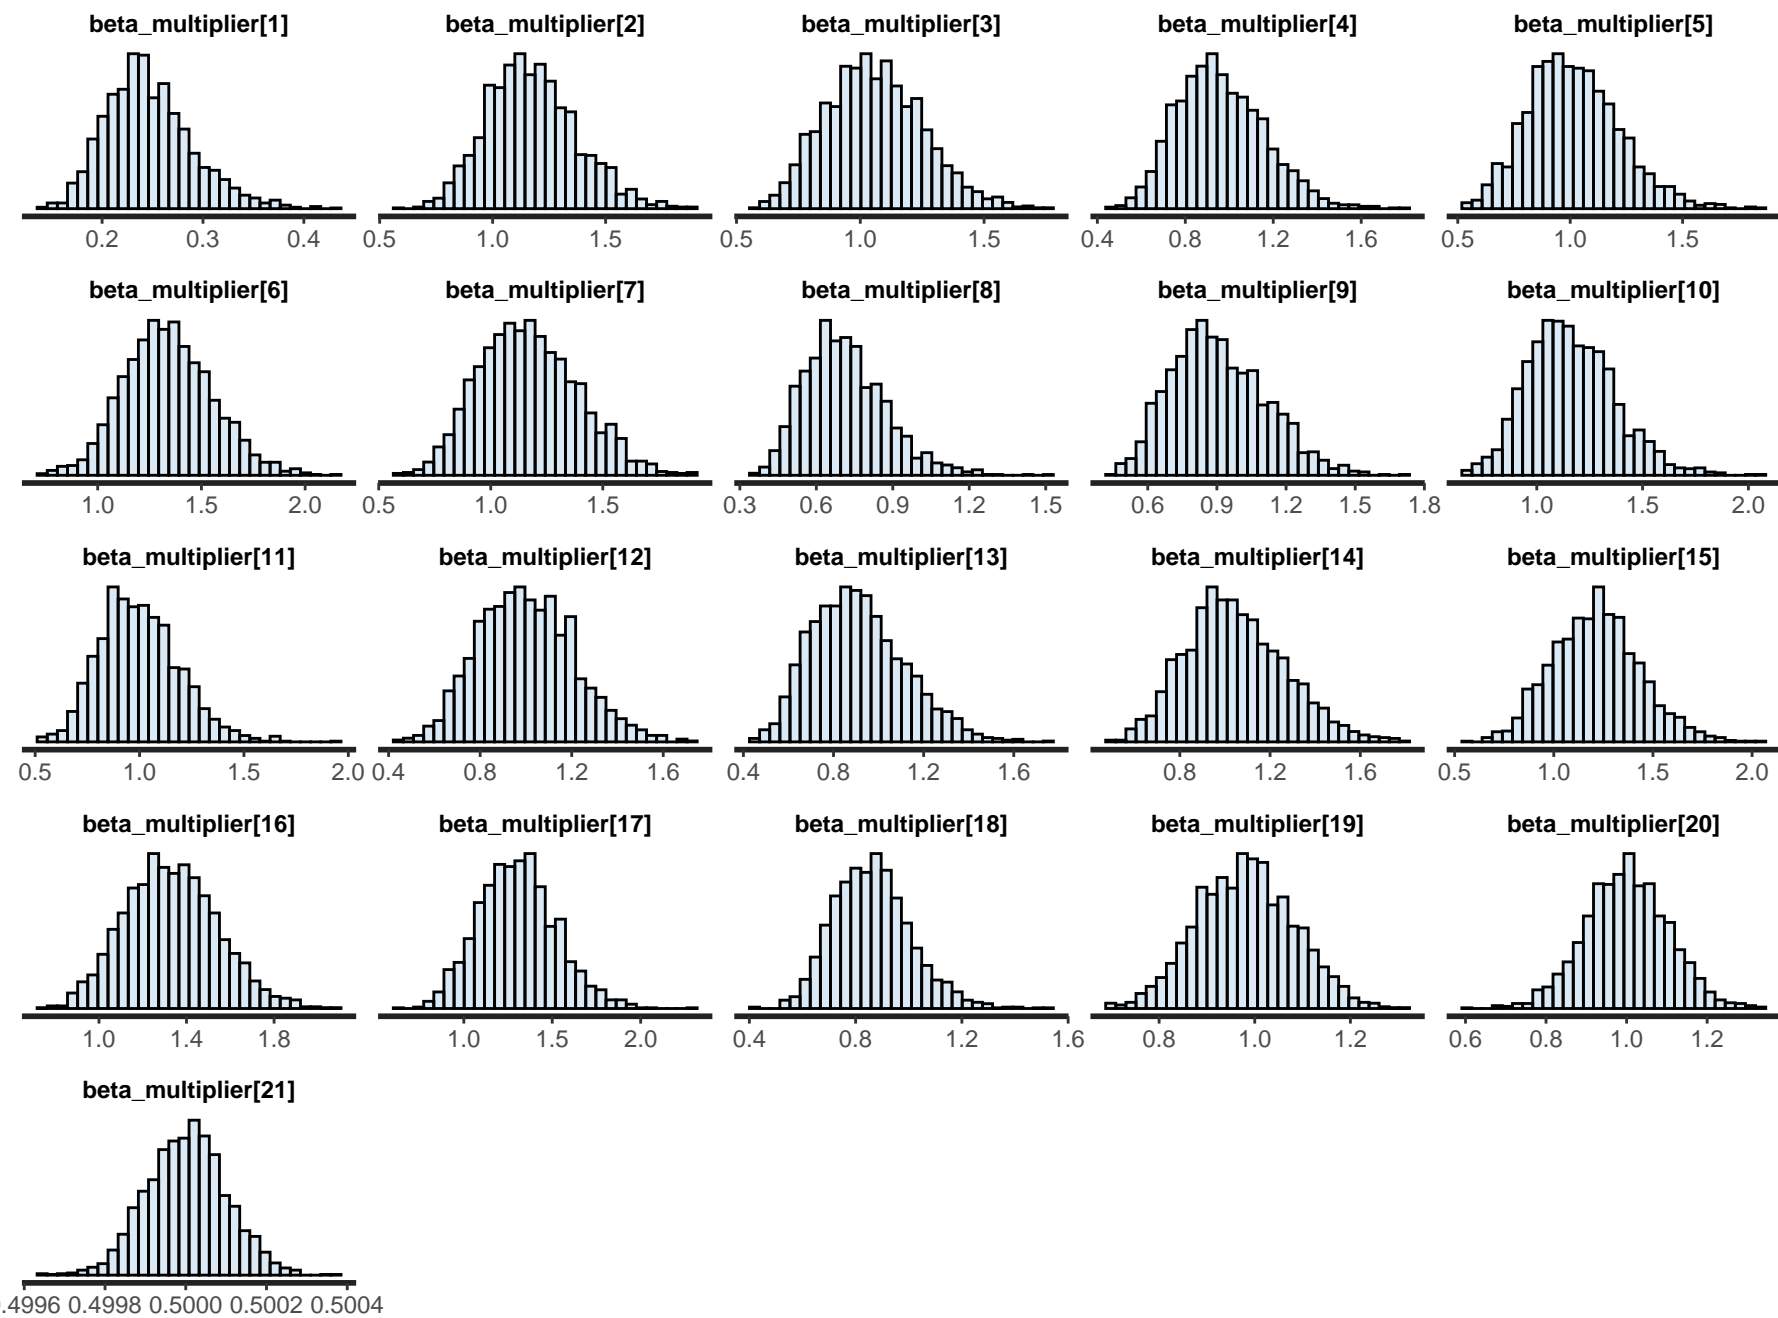 beta_multiplier[1] beta_multiplier[2] beta_multiplier[3] beta_multiplier[4] beta_multiplier[5]
0.2 0.3 0.4 0.5 1.0 1.5 0.5 1.0 1.5 0.4 0.8 1.2 1.6 0.5 1.0 1.5
beta_multiplier[6] beta_multiplier[7] beta_multiplier[8] beta_multiplier[9] beta_multiplier[10]
1.0 1.5 2.0 0.5 1.0 1.5 0.3 0.6 0.9 1.2 1.5 0.6 0.9 1.2 1.5 1.8 1.0 1.5 2.0
beta_multiplier[11] beta_multiplier[12] beta_multiplier[13] beta_multiplier[14] beta_multiplier[15]
0.5 1.0 1.5 2.0 0.4 0.8 1.2 1.6 0.4 0.8 1.2 1.6 0.8 1.2 1.6 0.5 1.0 1.5 2.0
beta_multiplier[16] beta_multiplier[17] beta_multiplier[18] beta_multiplier[19] beta_multiplier[20]
1.0 1.4 1.8 1.0 1.5 2.0 0.4 0.8 1.2 1.6 0.8 1.0 1.2 0.6 0.8 1.0 1.2
beta_multiplier[21]
.4996 0.4998 0.5000 0.5002 0.5004